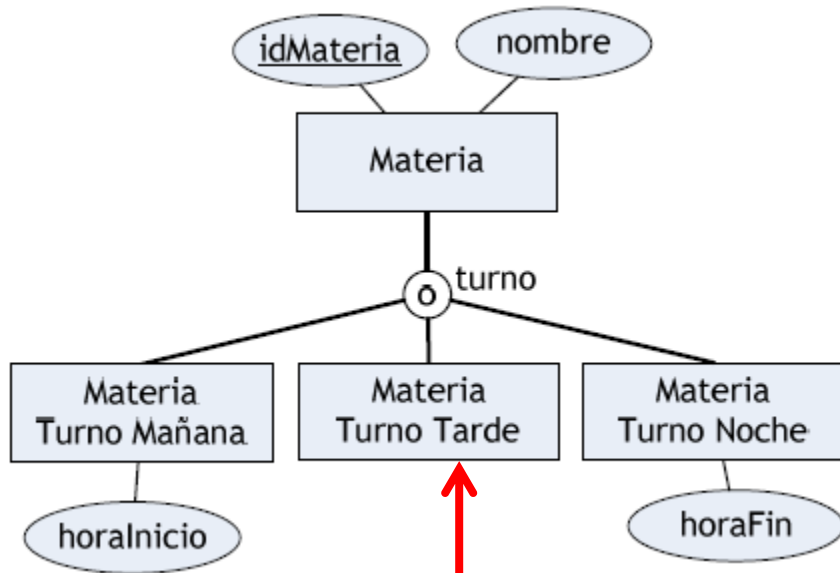 idMateria
nombre
Materia
o
turno
Materia
Turno Mañana
Materia
Turno Tarde
Materia
Turno Noche
horaInicio
horaFin